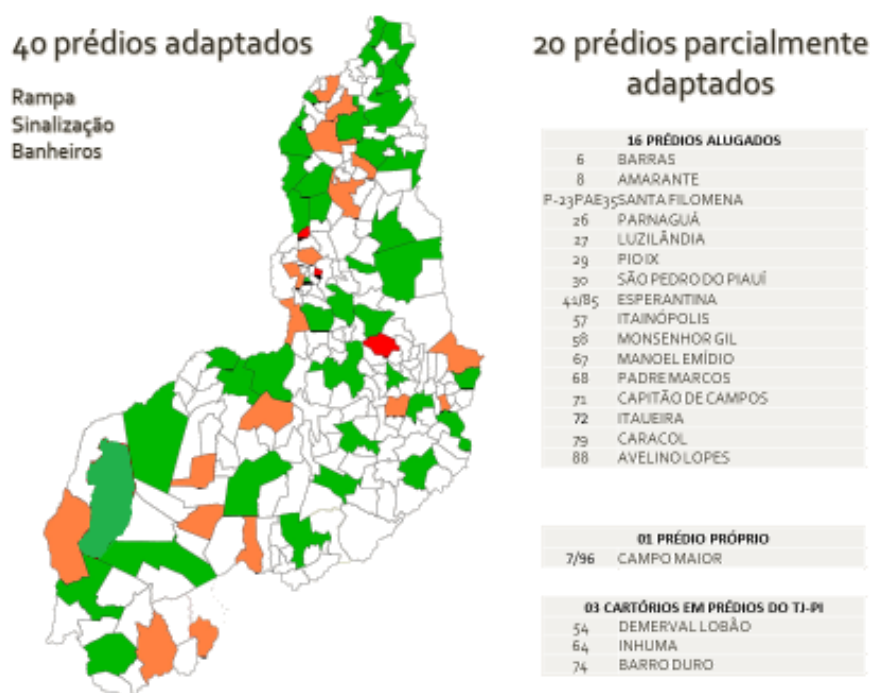 40 prédios adaptados
Rampa
Sinalização
Banheiros
20 prédios parcialmente
adaptados
16 PRÉDIOS ALUGADOS
6 BARRAS
8 AMARANTE
P-23PAE35 SANTA FILOMENA
26 PARNAGUÁ
27 LUZILÂNDIA
29 PIO IX
30 SÃO PEDRO DO PIAUÍ
41/85 ESPERANTINA
57 ITAINÓPOLIS
58 MONSENHOR GIL
67 MANOEL EMÍDIO
68 PADRE MARCOS
71 CAPITÃO DE CAMPOS
72 ITAUEIRA
79 CARACOL
88 AVELINO LOPES
01 PRÉDIO PRÓPRIO
7/96 CAMPO MAIOR
03 CARTÓRIOS EM PRÉDIOS DO TJ-PI
54 DEMERVAL LOBÃO
64 INHUMA
74 BARRO DURO